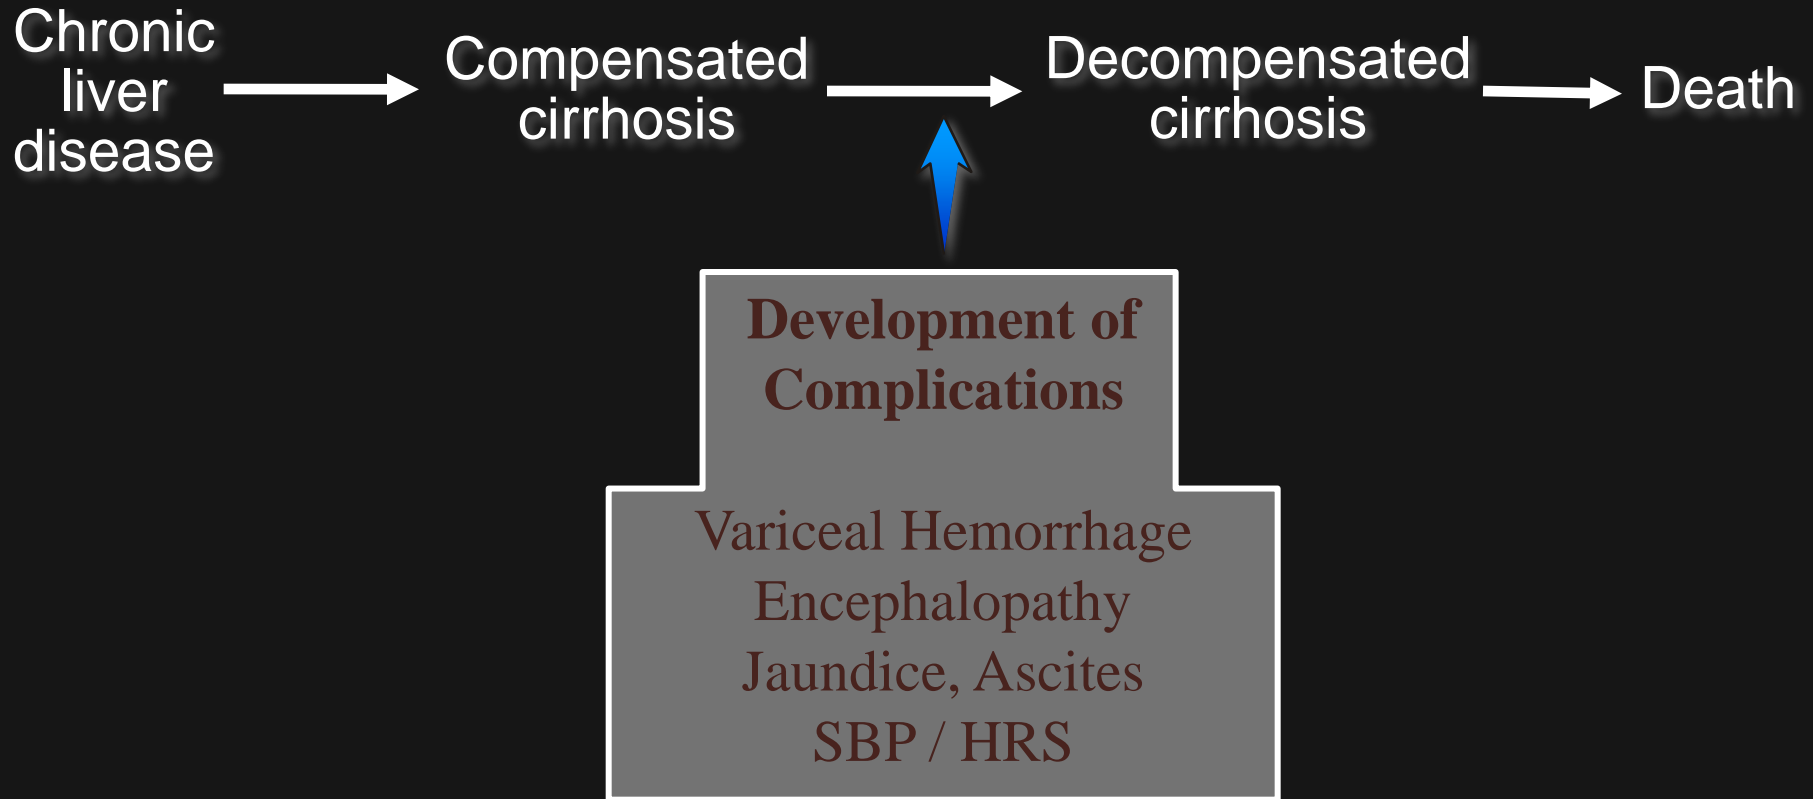 Chronic
liver
disease
Compensated
cirrhosis
Decompensated
cirrhosis
Death
Development of
Complications
Variceal Hemorrhage
Encephalopathy
Jaundice, Ascites
SBP / HRS